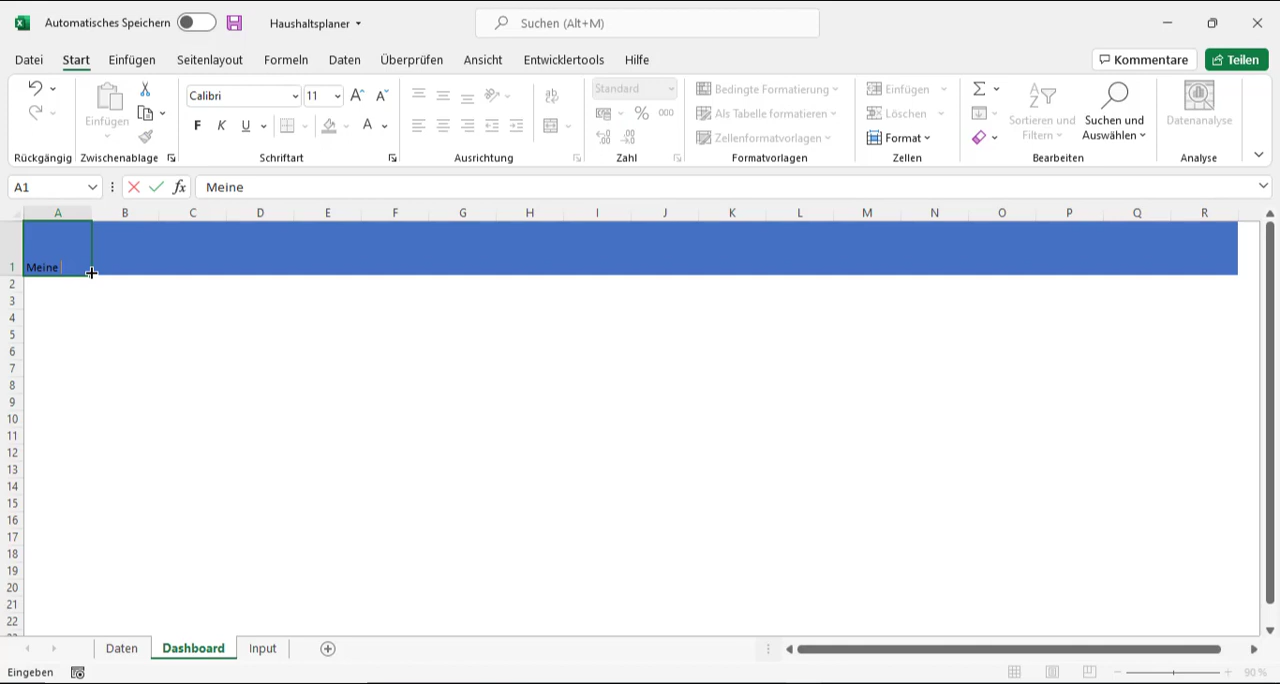 Automatisches Speichern Haushaltsplaner Suchen (Alt+M)
Datei Start Einfügen Seitenlayout Formeln Daten Überprüfen Ansicht Entwicklertools Hilfe Kommentare Teilen
Einfügen
Calibri 11
F K U A
ab
Standard
% 000
Bedingte Formatierung
Als Tabelle formatieren
Zellenformatvorlagen
Einfügen
Löschen
Format
Sortieren und Filtern
Suchen und Auswählen
Datenanalyse
Rückgängig Zwischenablage Schriftart Ausrichtung Zahl Formatvorlagen Zellen Bearbeiten Analyse
A1 fx Meine
A B C D E F G H I J K L M N O P Q R
1 Meine
2
3
4
5
6
7
8
9
10
11
12
13
14
15
16
17
18
19
20
21
22
Daten Dashboard Input
Eingeben 90 %